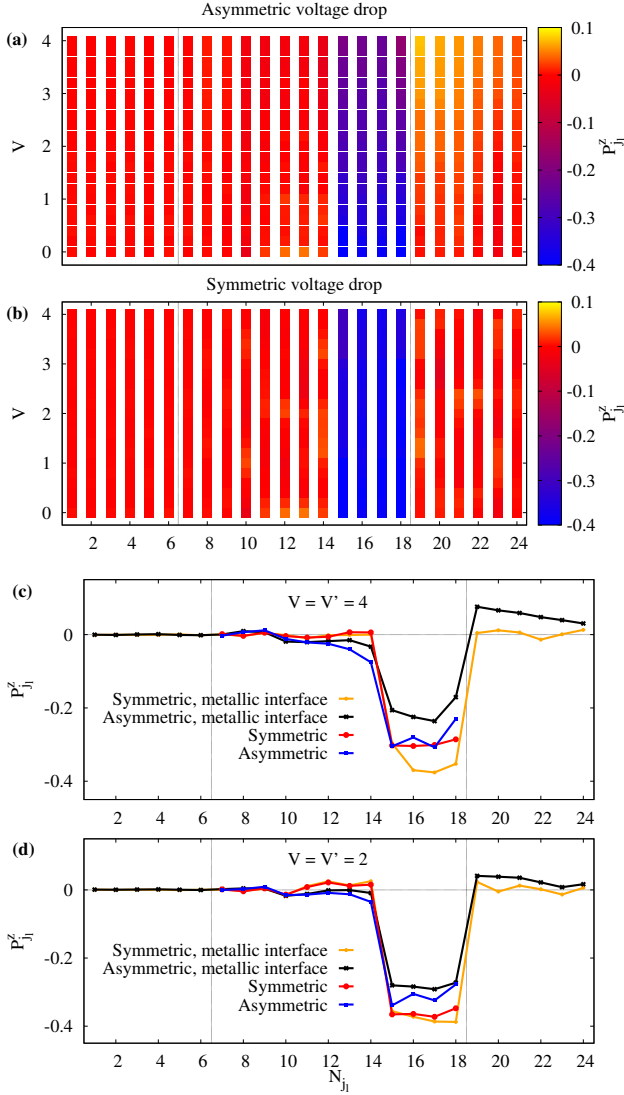 Asymmetric voltage drop
(a)
4
3
2
1
0
V
0.1
0
-0.1
-0.2
-0.3
-0.4
P^z_{j_l}
Symmetric voltage drop
(b)
4
3
2
1
0
V
2 4 6 8 10 12 14 16 18 20 22 24
0.1
0
-0.1
-0.2
-0.3
-0.4
P^z_{j_l}
(c)
V = V' = 4
0
-0.2
-0.4
P^z_{j_l}
Symmetric, metallic interface
Asymmetric, metallic interface
Symmetric
Asymmetric
2 4 6 8 10 12 14 16 18 20 22 24
(d)
V = V' = 2
0
-0.2
-0.4
P^z_{j_l}
Symmetric, metallic interface
Asymmetric, metallic interface
Symmetric
Asymmetric
2 4 6 8 10 12 14 16 18 20 22 24
N_{j_l}